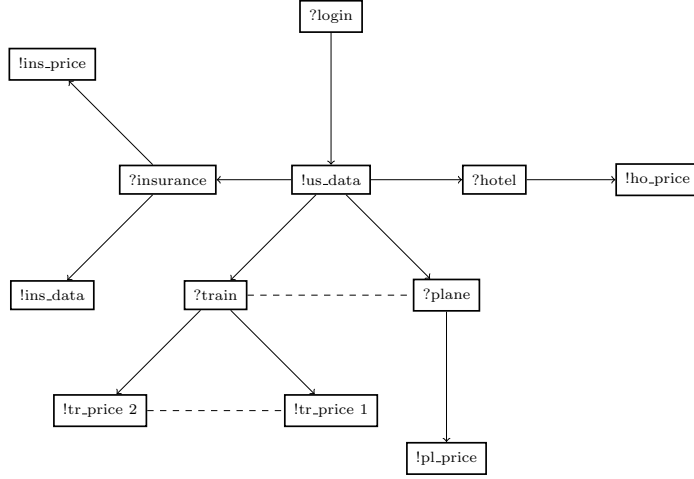 ?login
!ins_price
?insurance
!us_data
?hotel
!ho_price
!ins_data
?train
?plane
!tr_price 2
!tr_price 1
!pl_price